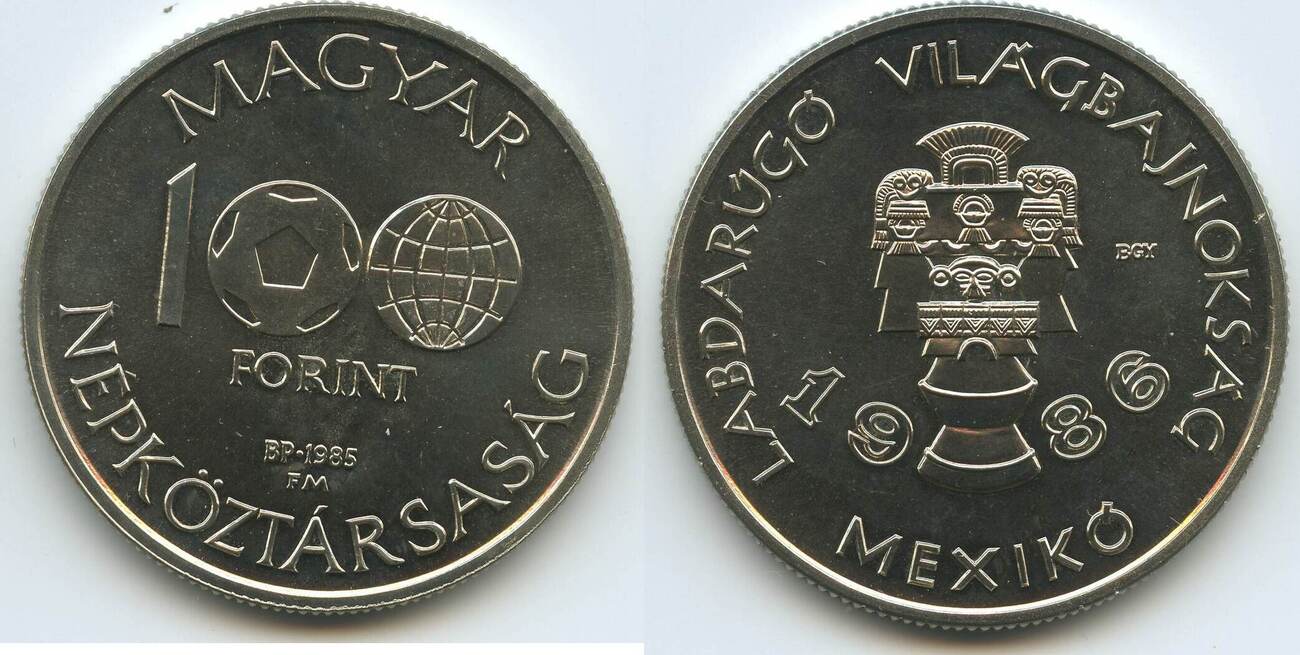 MAGYAR
100
FORINT
BP·1985
FM
NÉPKÖZTÁRSASÁG
LABDARÚGÓ VILÁGBAJNOKSÁG
BGY
1986
MEXIKÓ